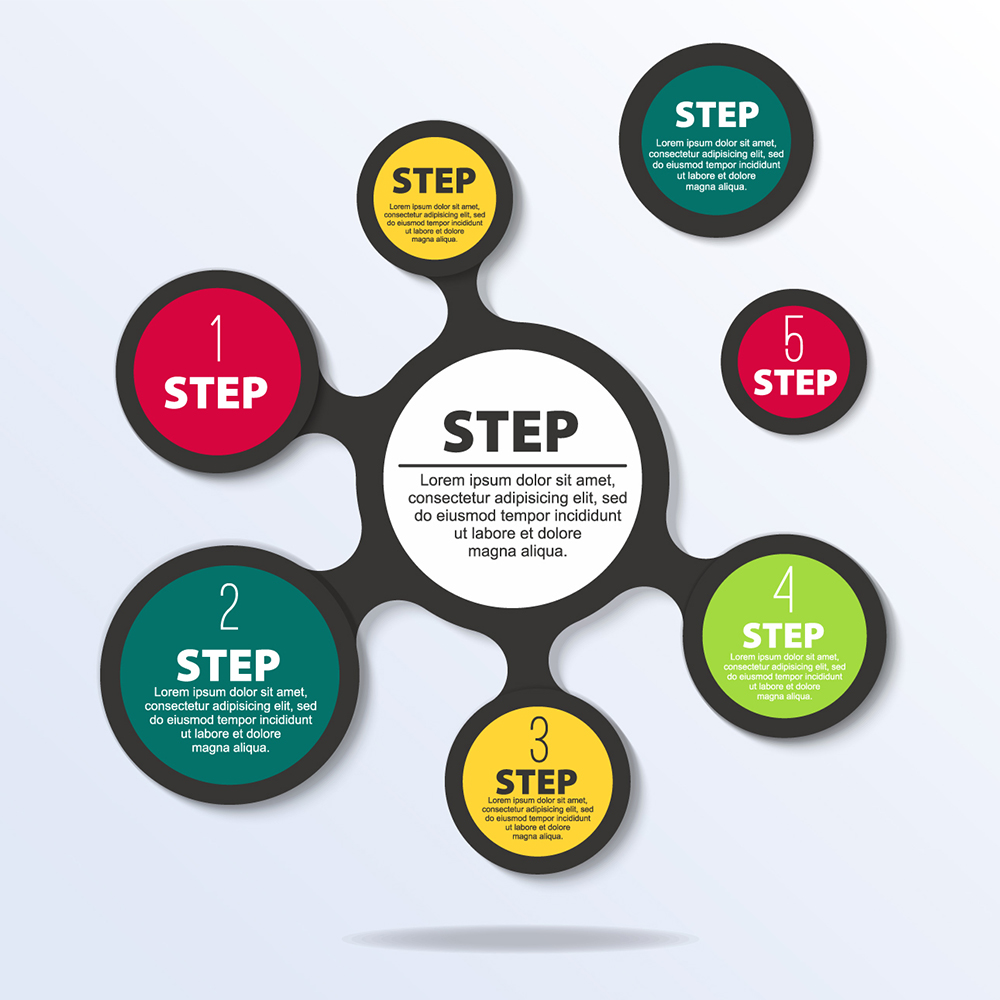 STEP
Lorem ipsum dolor sit amet,
consectetur adipisicing elit, sed
do eiusmod tempor incididunt
ut labore et dolore
magna aliqua.
STEP
Lorem ipsum dolor sit amet,
consectetur adipisicing elit, sed
do eiusmod tempor incididunt
ut labore et dolore
magna aliqua.
1
STEP
5
STEP
STEP
Lorem ipsum dolor sit amet,
consectetur adipisicing elit, sed
do eiusmod tempor incididunt
ut labore et dolore
magna aliqua.
2
STEP
Lorem ipsum dolor sit amet,
consectetur adipisicing elit, sed
do eiusmod tempor incididunt
ut labore et dolore
magna aliqua.
4
STEP
Lorem ipsum dolor sit amet,
consectetur adipisicing elit, sed
do eiusmod tempor incididunt
ut labore et dolore
magna aliqua.
3
STEP
Lorem ipsum dolor sit amet,
consectetur adipisicing elit, sed
do eiusmod tempor incididunt
ut labore et dolore
magna aliqua.